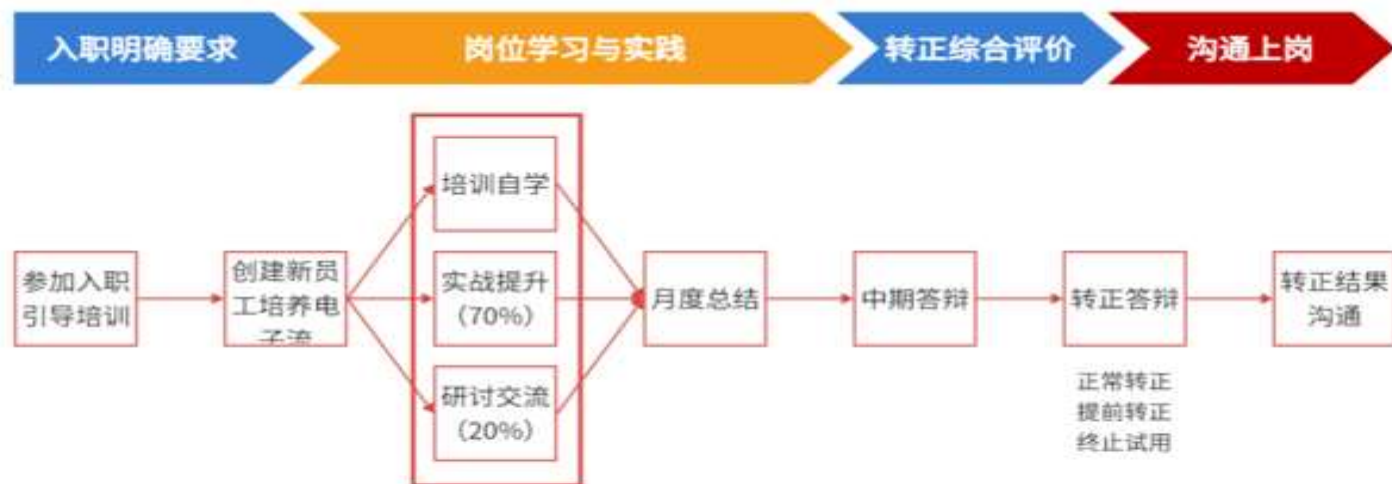 入职明确要求
岗位学习与实践
转正综合评价
沟通上岗
参加入职
引导培训
创建新员
工培养电
子流
培训自学
实战提升
(70%)
研讨交流
(20%)
月度总结
中期答辩
转正答辩
正常转正
提前转正
终止试用
转正结果
沟通